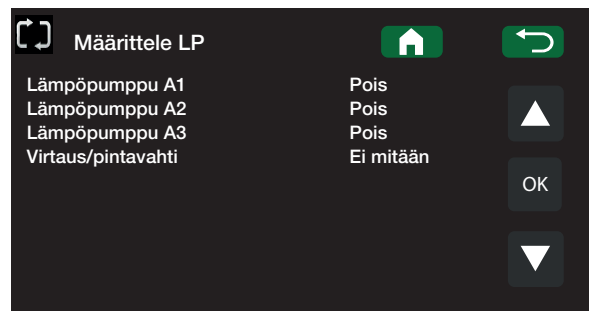 Määrittele LP
Lämpöpumppu A1 Pois
Lämpöpumppu A2 Pois
Lämpöpumppu A3 Pois
Virtaus/pintavahti Ei mitään
OK